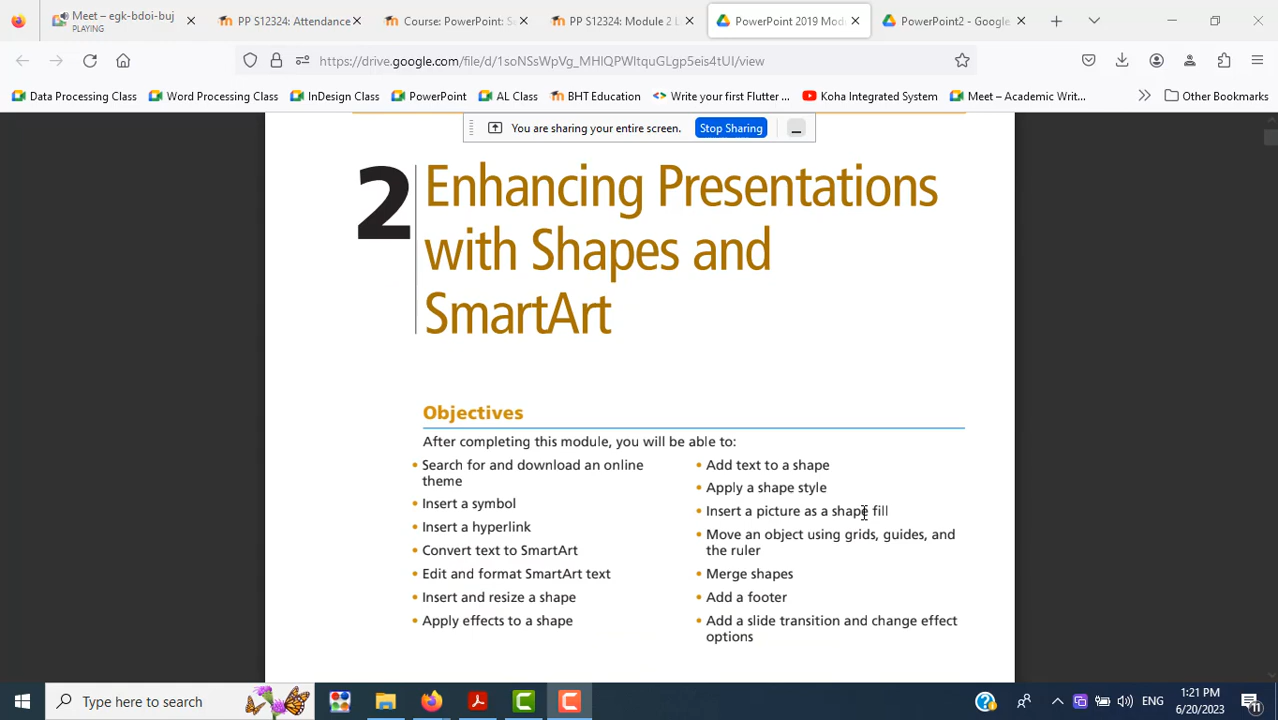 Meet – egk-bdoi-buj
PLAYING
PP S12324: Attendance
Course: PowerPoint: Se
PP S12324: Module 2 L
PowerPoint 2019 Mod
PowerPoint2 - Google
https://drive.google.com/file/d/1soNSsWpVg_MHlQPWltquGLgp5eis4tUI/view
Data Processing Class
Word Processing Class
InDesign Class
PowerPoint
AL Class
BHT Education
Write your first Flutter ...
Koha Integrated System
Meet – Academic Writ...
Other Bookmarks
You are sharing your entire screen.
Stop Sharing
2
Enhancing Presentations
with Shapes and
SmartArt
Objectives
After completing this module, you will be able to:
• Search for and download an online
theme
• Insert a symbol
• Insert a hyperlink
• Convert text to SmartArt
• Edit and format SmartArt text
• Insert and resize a shape
• Apply effects to a shape
• Add text to a shape
• Apply a shape style
• Insert a picture as a shape fill
• Move an object using grids, guides, and
the ruler
• Merge shapes
• Add a footer
• Add a slide transition and change effect
options
Type here to search
ENG
1:21 PM
6/20/2023
11